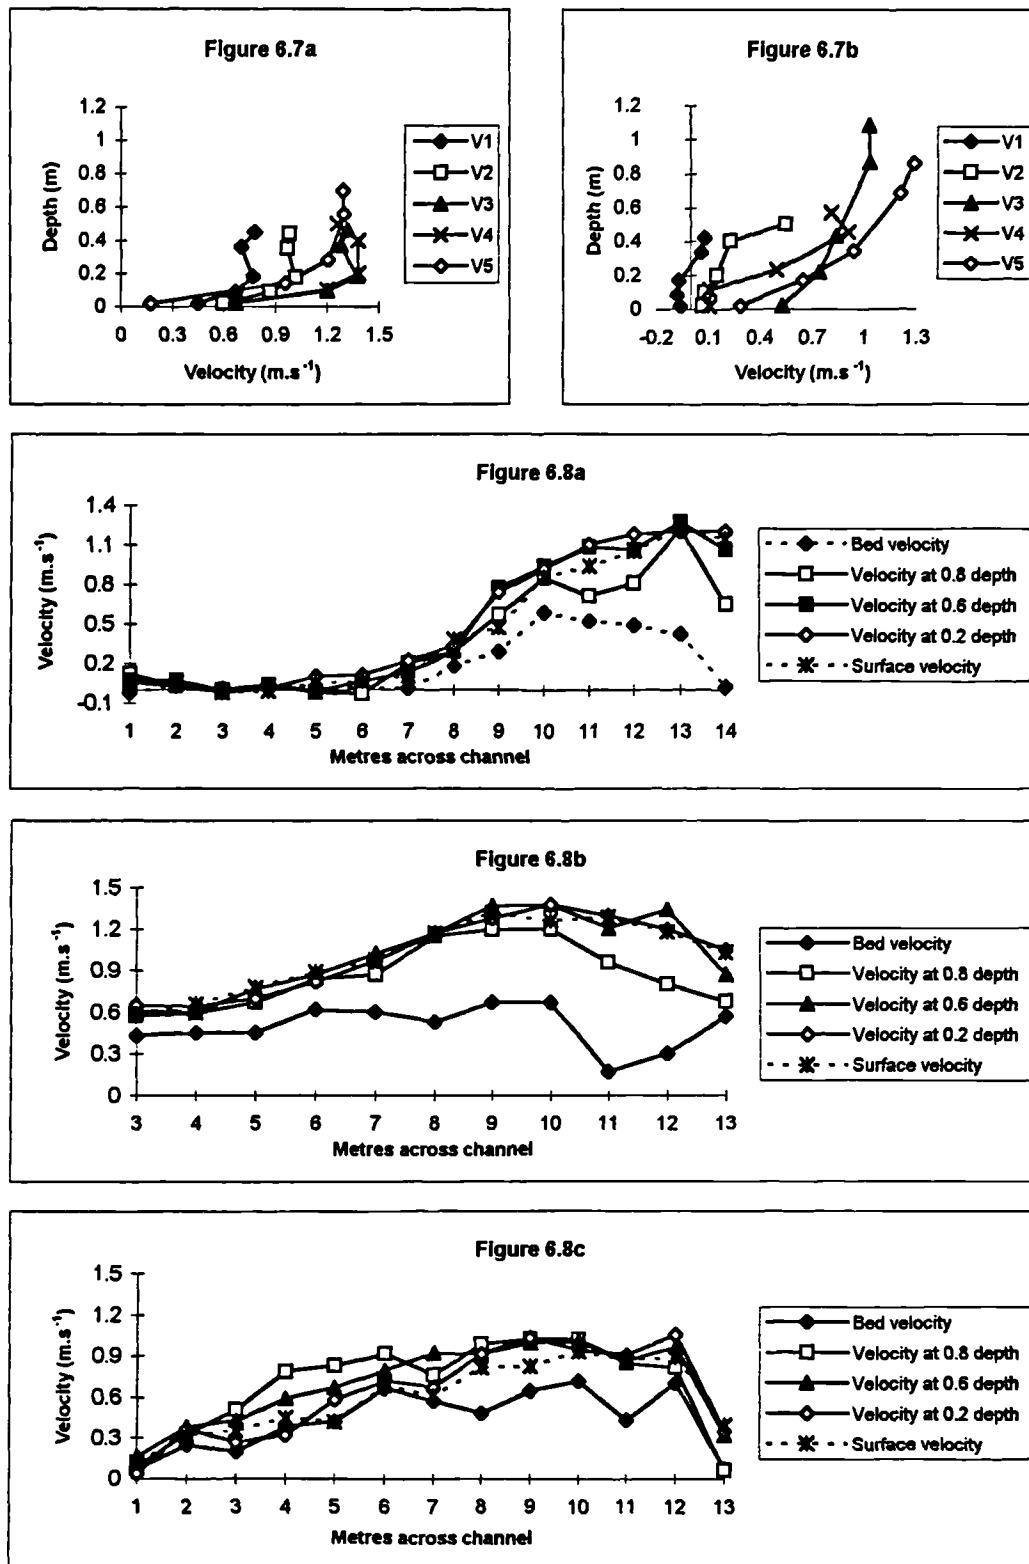 Figure 6.7a
Depth (m)
1.2
1
0.8
0.6
0.4
0.2
0
0 0.3 0.6 0.9 1.2 1.5
Velocity (m.s⁻¹)
V1
V2
V3
V4
V5
Figure 6.7b
Depth (m)
1.2
1
0.8
0.6
0.4
0.2
0
-0.2 0.1 0.4 0.7 1 1.3
Velocity (m.s⁻¹)
V1
V2
V3
V4
V5
Figure 6.8a
Velocity (m.s⁻¹)
1.4
1.1
0.8
0.5
0.2
-0.1
1 2 3 4 5 6 7 8 9 10 11 12 13 14
Metres across channel
Bed velocity
Velocity at 0.8 depth
Velocity at 0.6 depth
Velocity at 0.2 depth
Surface velocity
Figure 6.8b
Velocity (m.s⁻¹)
1.5
1.2
0.9
0.6
0.3
0
3 4 5 6 7 8 9 10 11 12 13
Metres across channel
Bed velocity
Velocity at 0.8 depth
Velocity at 0.6 depth
Velocity at 0.2 depth
Surface velocity
Figure 6.8c
Velocity (m.s⁻¹)
1.5
1.2
0.9
0.6
0.3
0
1 2 3 4 5 6 7 8 9 10 11 12 13
Metres across channel
Bed velocity
Velocity at 0.8 depth
Velocity at 0.6 depth
Velocity at 0.2 depth
Surface velocity